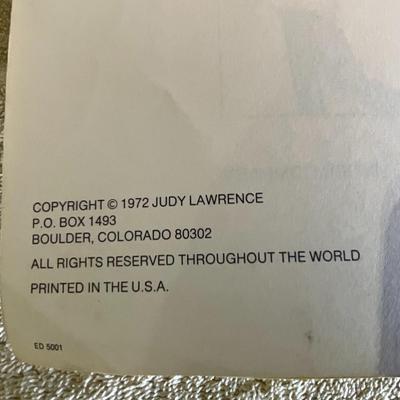 COPYRIGHT © 1972 JUDY LAWRENCE
P.O. BOX 1493
BOULDER, COLORADO 80302
ALL RIGHTS RESERVED THROUGHOUT THE WORLD
PRINTED IN THE U.S.A.
ED 5001